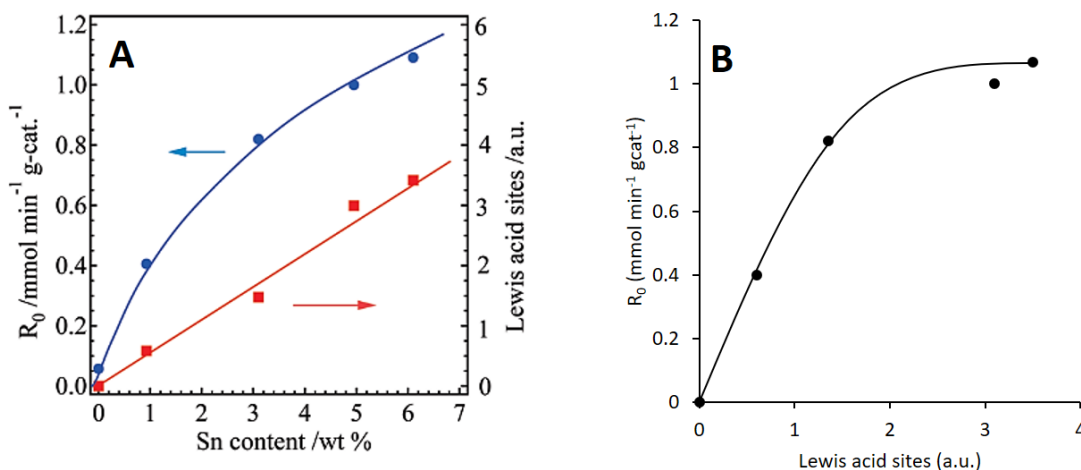 A
R₀ /mmol min⁻¹ g-cat.⁻¹
1.2
1.0
0.8
0.6
0.4
0.2
0.0
6
5
4
3
2
1
0
Lewis acid sites /a.u.
0 1 2 3 4 5 6 7
Sn content /wt %
B
R₀ (mmol min⁻¹ gcat⁻¹)
1.2
1
0.8
0.6
0.4
0.2
0
0 1 2 3 4
Lewis acid sites (a.u.)